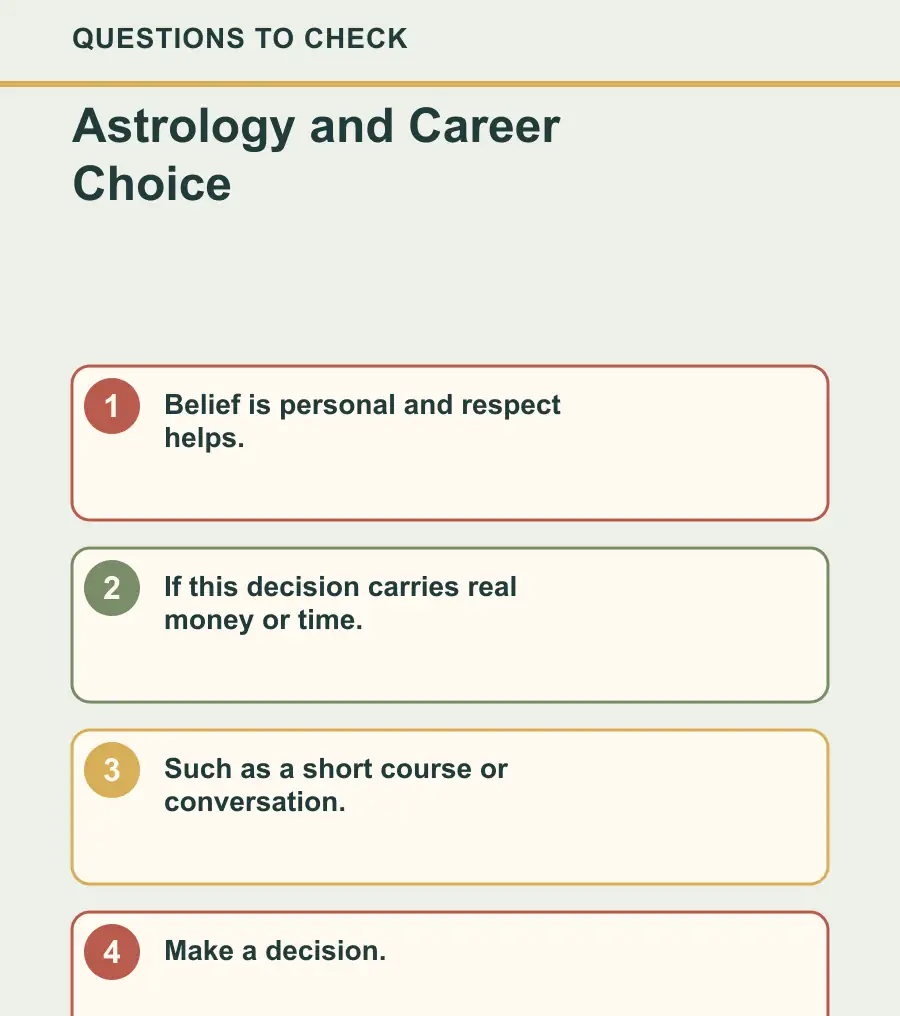 QUESTIONS TO CHECK
Astrology and Career
Choice
1
Belief is personal and respect
helps.
2
If this decision carries real
money or time.
3
Such as a short course or
conversation.
4
Make a decision.